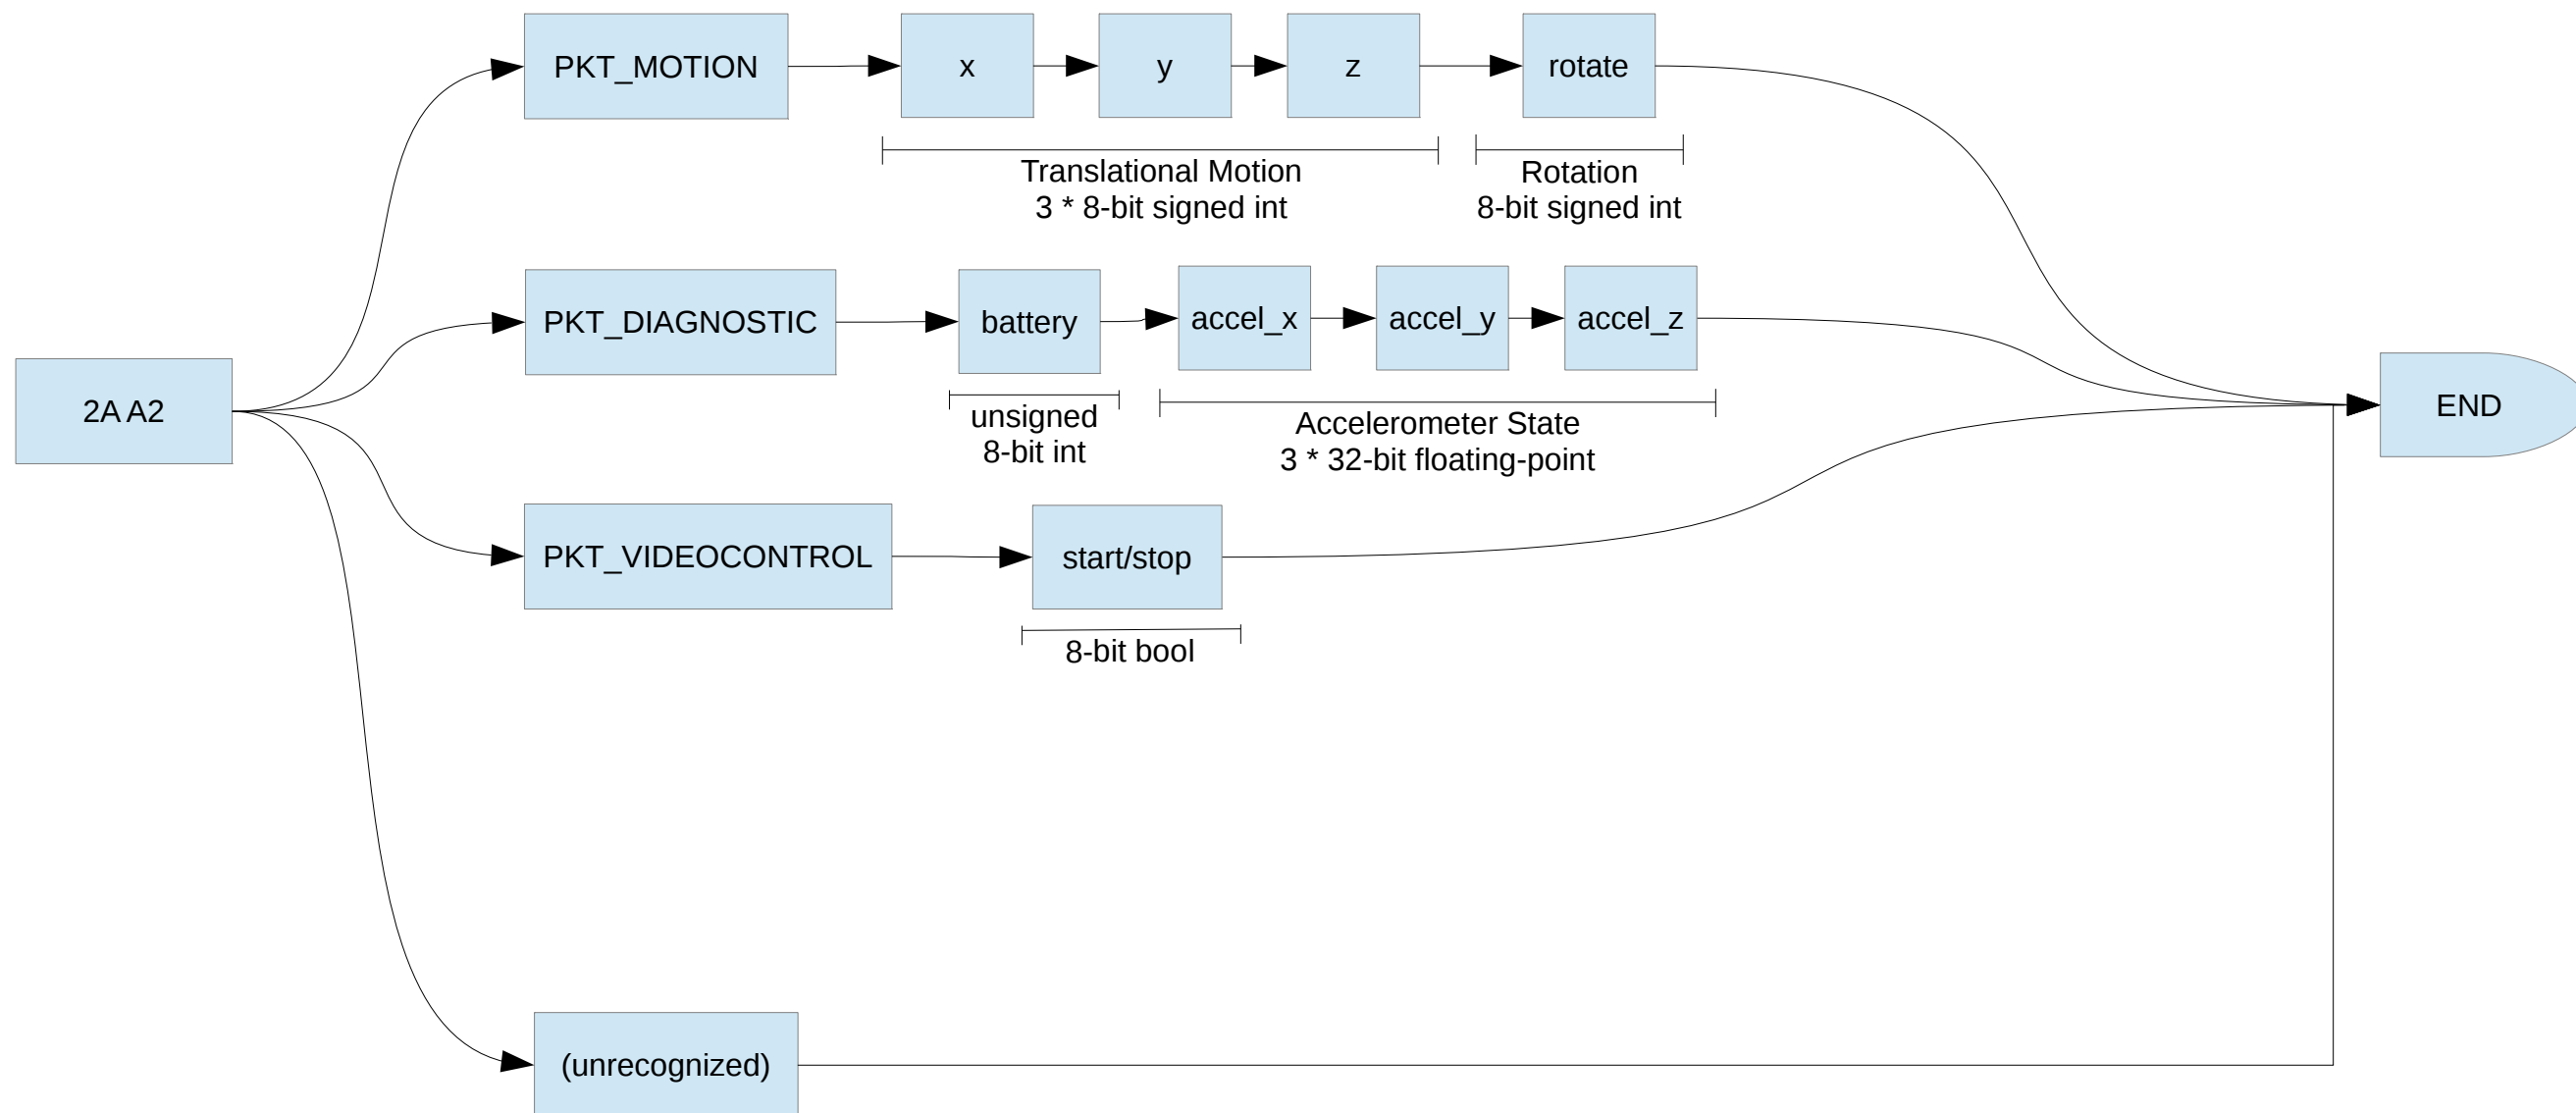 PKT_MOTION
x
y
z
rotate
Translational Motion
3 * 8-bit signed int
Rotation
8-bit signed int
PKT_DIAGNOSTIC
battery
accel_x
accel_y
accel_z
unsigned
8-bit int
Accelerometer State
3 * 32-bit floating-point
2A A2
END
PKT_VIDEOCONTROL
start/stop
8-bit bool
(unrecognized)